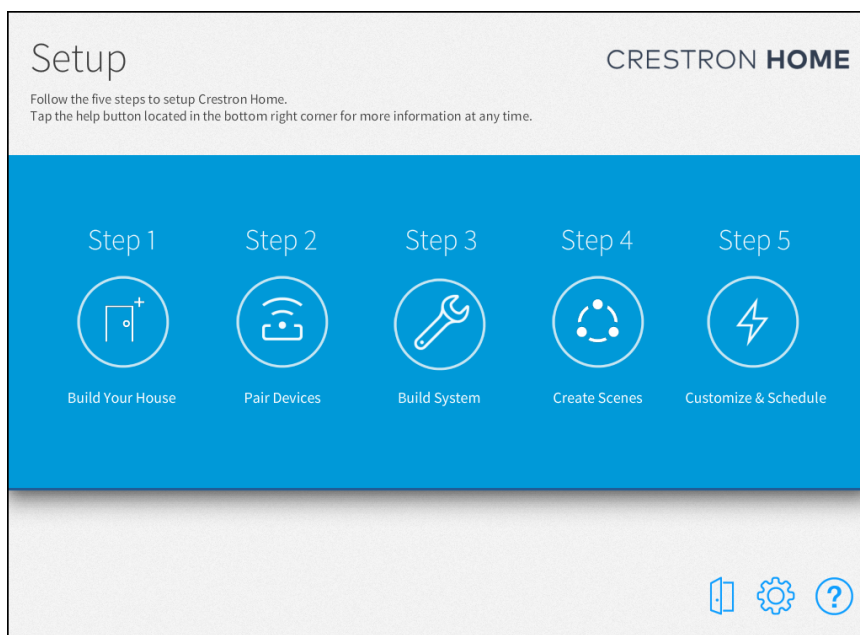 Setup
CRESTRON HOME
Follow the five steps to setup Crestron Home.
Tap the help button located in the bottom right corner for more information at any time.
Step 1
Step 2
Step 3
Step 4
Step 5
Build Your House
Pair Devices
Build System
Create Scenes
Customize & Schedule
?